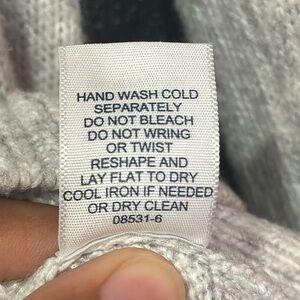 HAND WASH COLD
SEPARATELY
DO NOT BLEACH
DO NOT WRING
OR TWIST
RESHAPE AND
LAY FLAT TO DRY
COOL IRON IF NEEDED
OR DRY CLEAN
08531-6